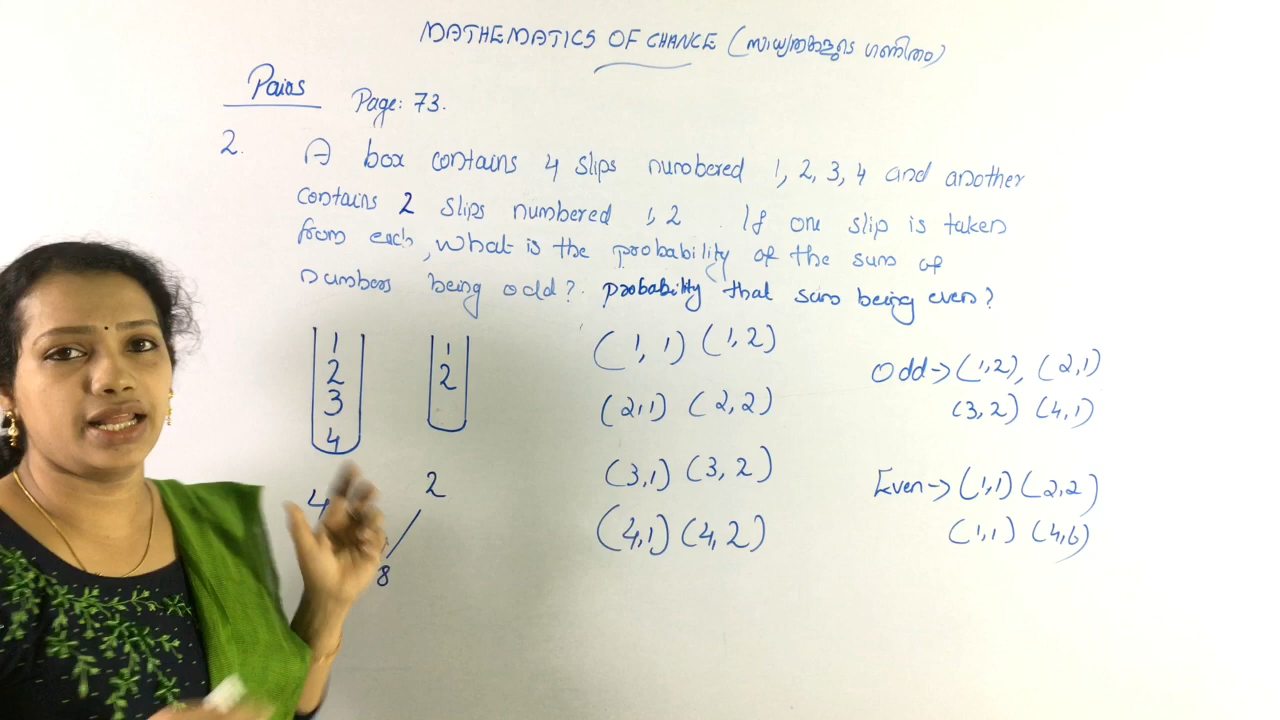 MATHEMATICS OF CHANCE (സാധ്യതകളുടെ ഗണിതം)
Pairs Page: 73.
2. A box contains 4 slips numbered 1, 2, 3, 4 and another
contains 2 slips numbered 1, 2. If one slip is taken
from each, what is the probability of the sum of
numbers being odd? probability that sum being even?
1
2
3
4
1
2
4 2
8
(1, 1) (1, 2)
(2,1) (2, 2)
(3,1) (3, 2)
(4,1) (4, 2)
Odd→(1,2), (2,1)
(3,2) (4,1)
Even→(1,1) (2,2)
(1,1) (4,6)